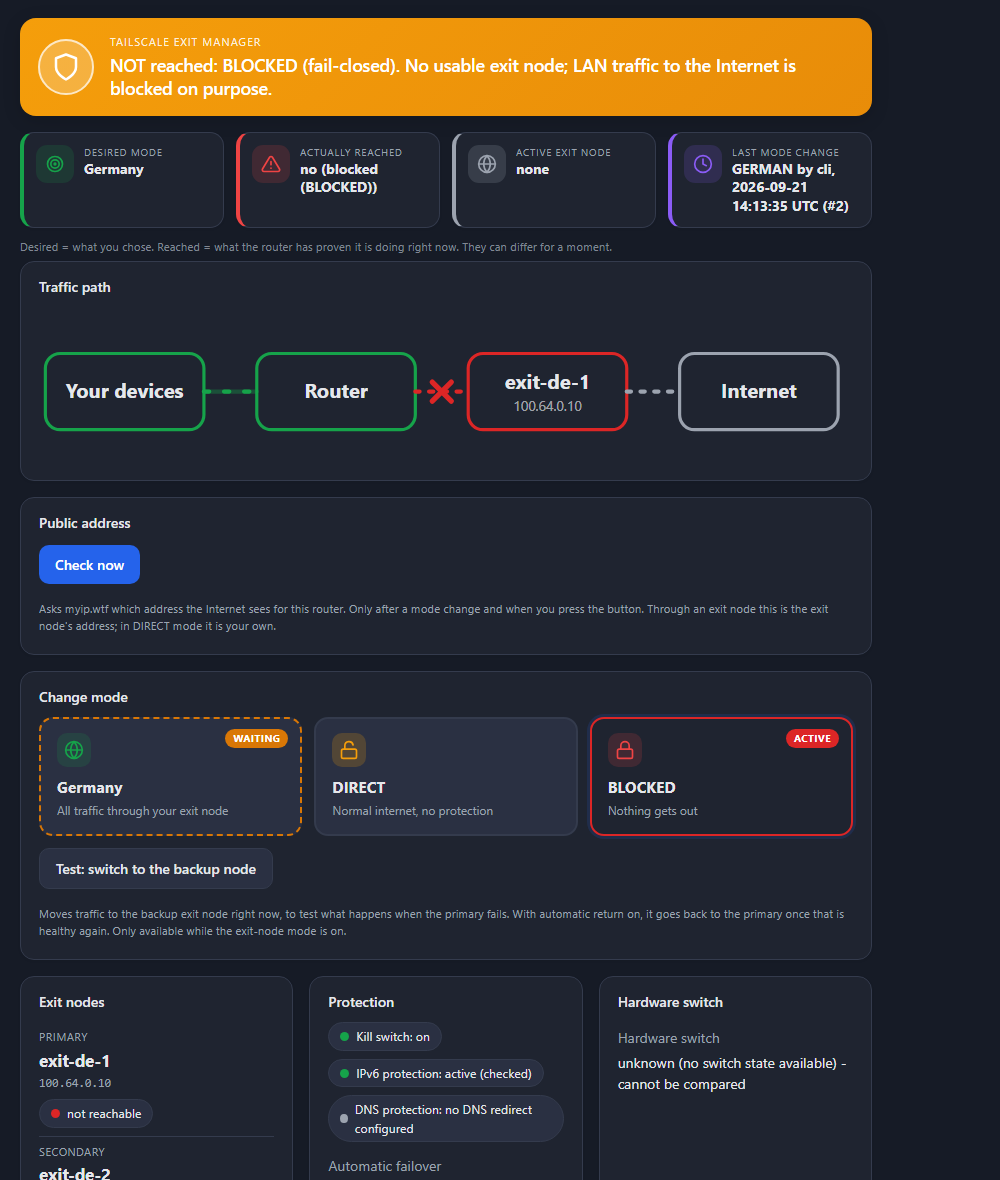 TAILSCALE EXIT MANAGER
NOT reached: BLOCKED (fail-closed). No usable exit node; LAN traffic to the Internet is
blocked on purpose.
DESIRED MODE
Germany
ACTUALLY REACHED
no (blocked
(BLOCKED))
ACTIVE EXIT NODE
none
LAST MODE CHANGE
GERMAN by cli,
2026-09-21
14:13:35 UTC (#2)
Desired = what you chose. Reached = what the router has proven it is doing right now. They can differ for a moment.
Traffic path
Your devices
Router
exit-de-1
100.64.0.10
Internet
Public address
Check now
Asks myip.wtf which address the Internet sees for this router. Only after a mode change and when you press the button. Through an exit node this is the exit
node's address; in DIRECT mode it is your own.
Change mode
WAITING
Germany
All traffic through your exit node
DIRECT
Normal internet, no protection
ACTIVE
BLOCKED
Nothing gets out
Test: switch to the backup node
Moves traffic to the backup exit node right now, to test what happens when the primary fails. With automatic return on, it goes back to the primary once that is
healthy again. Only available while the exit-node mode is on.
Exit nodes
PRIMARY
exit-de-1
100.64.0.10
not reachable
SECONDARY
exit-de-2
Protection
Kill switch: on
IPv6 protection: active (checked)
DNS protection: no DNS redirect
configured
Automatic failover
Hardware switch
Hardware switch
unknown (no switch state available) -
cannot be compared